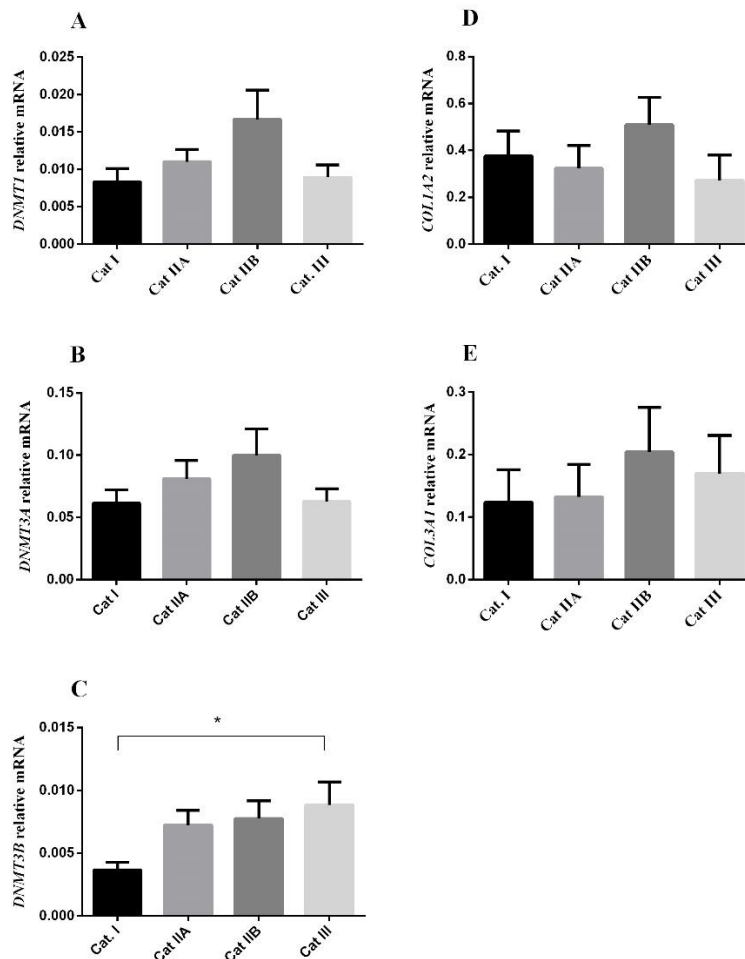 A
DNMT1 relative mRNA
0.025
0.020
0.015
0.010
0.005
0.000
Cat I
Cat IIA
Cat IIB
Cat. III
B
DNMT3A relative mRNA
0.15
0.10
0.05
0.00
Cat I
Cat IIA
Cat IIB
Cat III
C
DNMT3B relative mRNA
0.015
0.010
0.005
0.000
*
Cat. I
Cat IIA
Cat IIB
Cat III
D
COL1A2 relative mRNA
0.8
0.6
0.4
0.2
0.0
Cat. I
Cat IIA
Cat IIB
Cat III
E
COL3A1 relative mRNA
0.3
0.2
0.1
0.0
Cat. I
Cat IIA
Cat IIB
Cat III